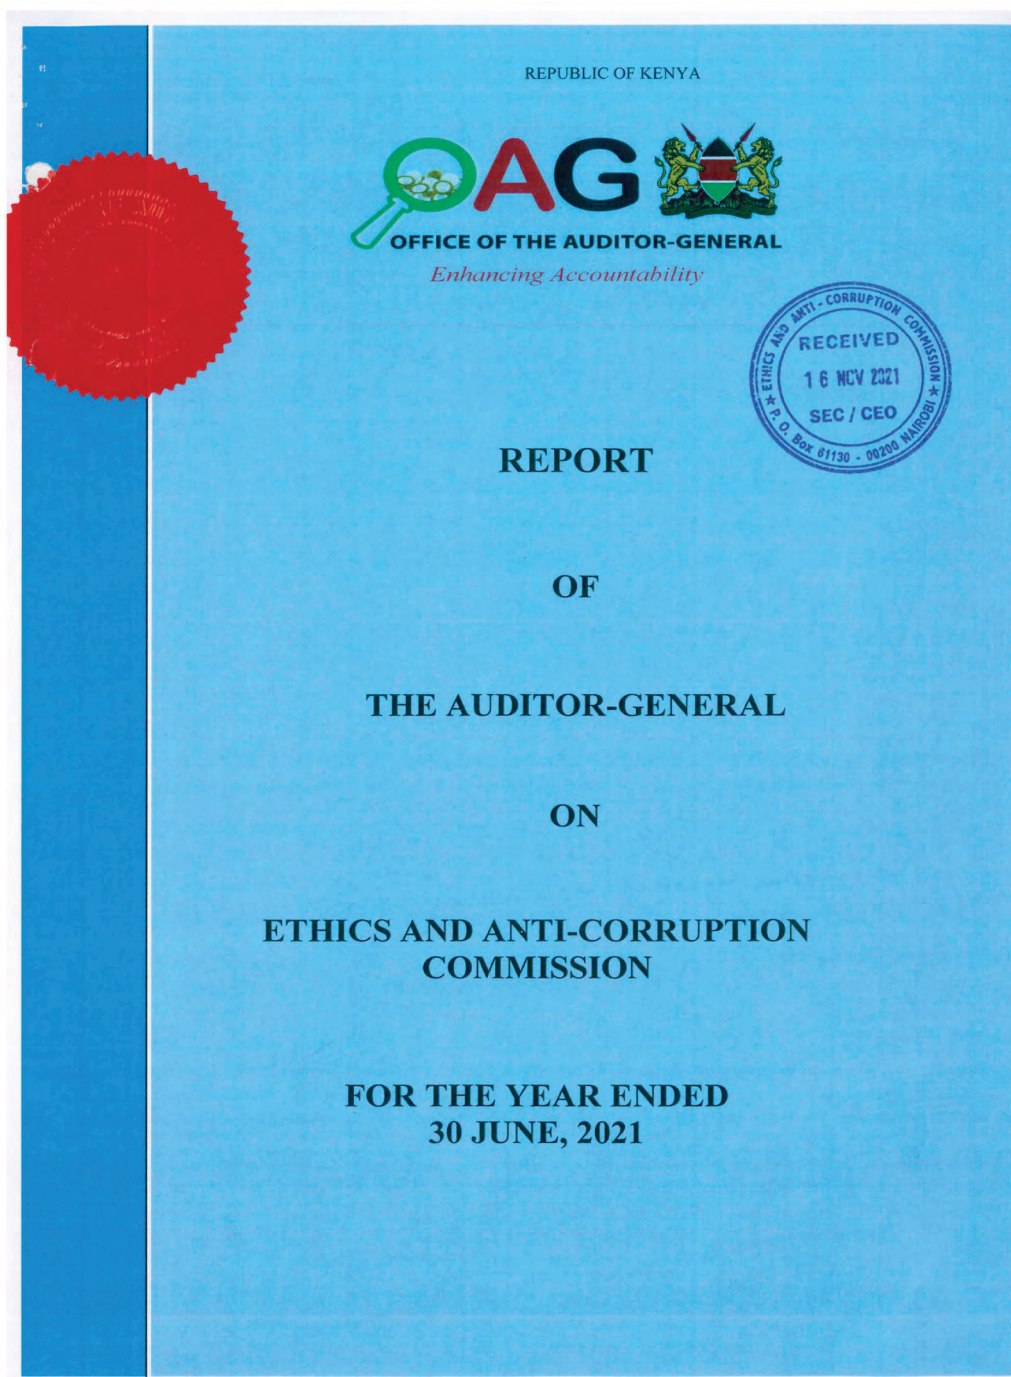 REPUBLIC OF KENYA
OAG
OFFICE OF THE AUDITOR-GENERAL
Enhancing Accountability
ETHICS AND ANTI-CORRUPTION COMMISSION
RECEIVED
16 NOV 2021
SEC / CEO
P. O. Box 61130 - 00200 NAIROBI
REPORT
OF
THE AUDITOR-GENERAL
ON
ETHICS AND ANTI-CORRUPTION
COMMISSION
FOR THE YEAR ENDED
30 JUNE, 2021